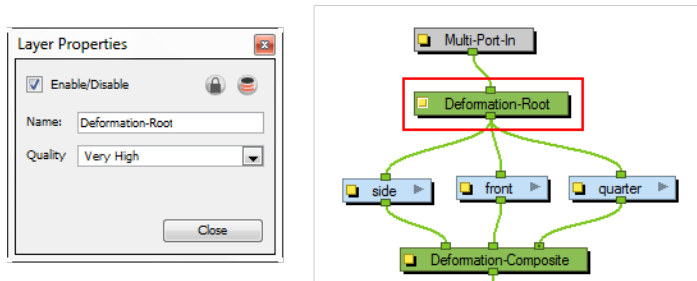 Layer Properties
Enable/Disable
Name: Deformation-Root
Quality Very High
Close
Multi-Port-In
Deformation-Root
side front quarter
Deformation-Composite